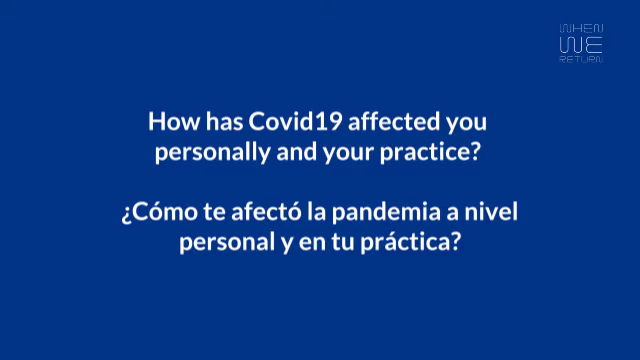 WHEN
WE
RETURN
How has Covid19 affected you
personally and your practice?
¿Cómo te afectó la pandemia a nivel
personal y en tu práctica?